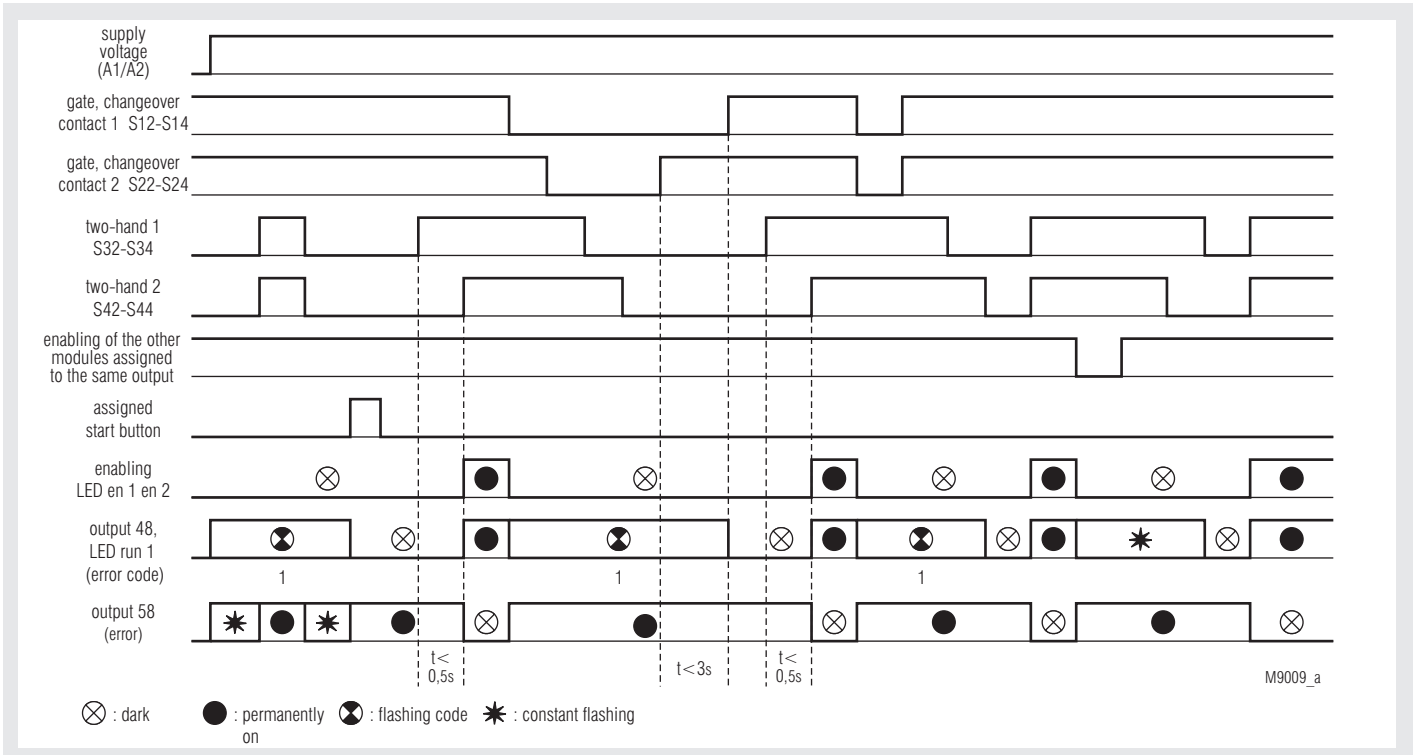 supply
voltage
(A1/A2)
gate, changeover
contact 1 S12-S14
gate, changeover
contact 2 S22-S24
two-hand 1
S32-S34
two-hand 2
S42-S44
enabling of the other
modules assigned
to the same output
assigned
start button
enabling
LED en 1 en 2
output 48,
LED run 1
(error code)
1
1
1
output 58
(error)
t<
0,5s
t<3s
t<
0,5s
M9009_a
: dark
: permanently
on
: flashing code
: constant flashing